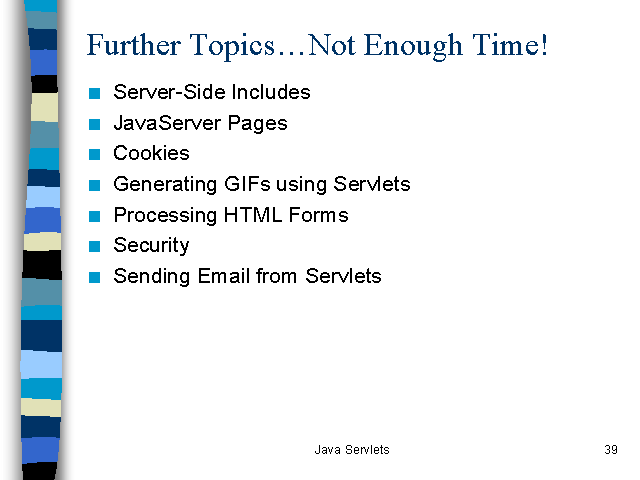 Further Topics…Not Enough Time!
Server-Side Includes
JavaServer Pages
Cookies
Generating GIFs using Servlets
Processing HTML Forms
Security
Sending Email from Servlets
Java Servlets
39